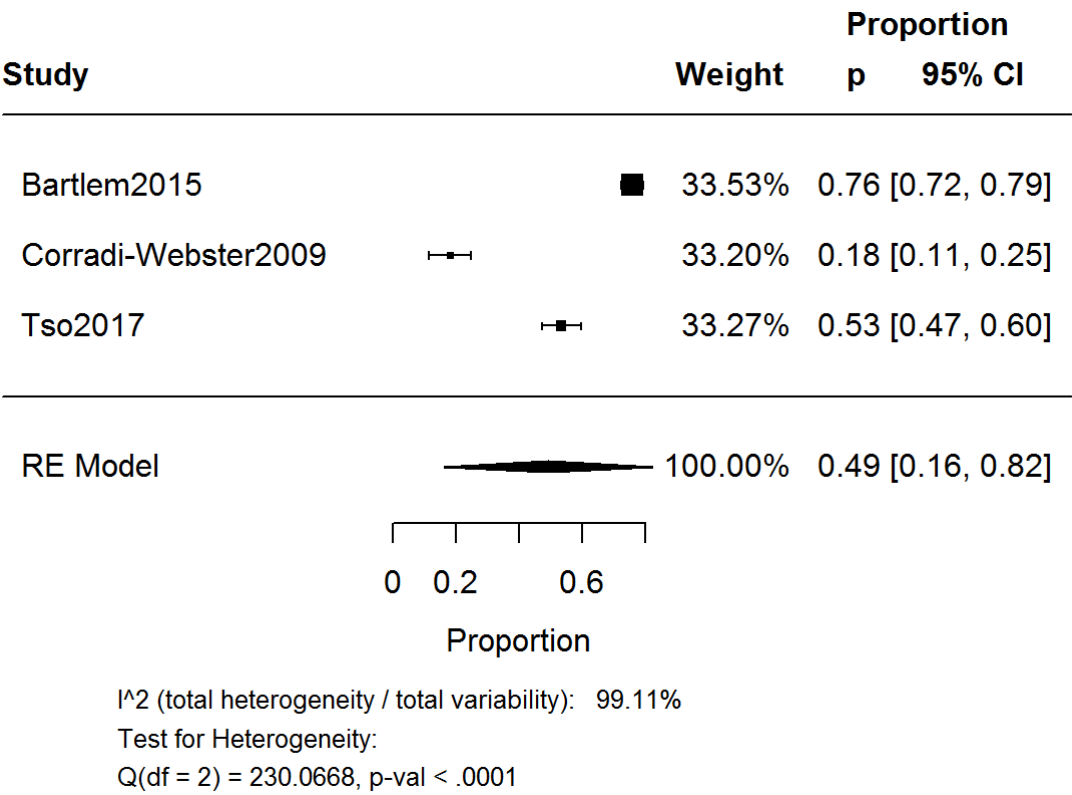 Proportion
Study Weight p 95% CI
Bartlem2015 33.53% 0.76 [0.72, 0.79]
Corradi-Webster2009 33.20% 0.18 [0.11, 0.25]
Tso2017 33.27% 0.53 [0.47, 0.60]
RE Model 100.00% 0.49 [0.16, 0.82]
0 0.2 0.6
Proportion
I^2 (total heterogeneity / total variability): 99.11%
Test for Heterogeneity:
Q(df = 2) = 230.0668, p-val < .0001